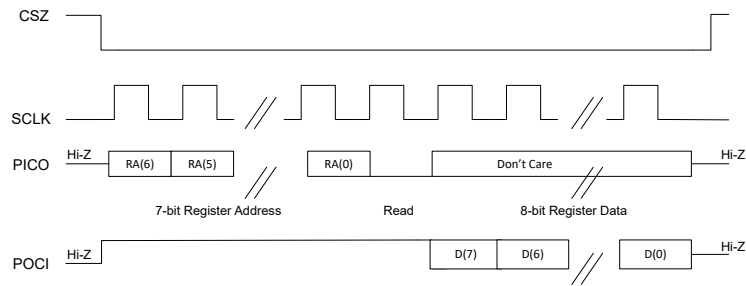 CSZ
SCLK
Hi-Z
Hi-Z
PICO
RA(6)
RA(5)
RA(0)
Don't Care
7-bit Register Address
Read
8-bit Register Data
Hi-Z
Hi-Z
POCI
D(7)
D(6)
D(0)